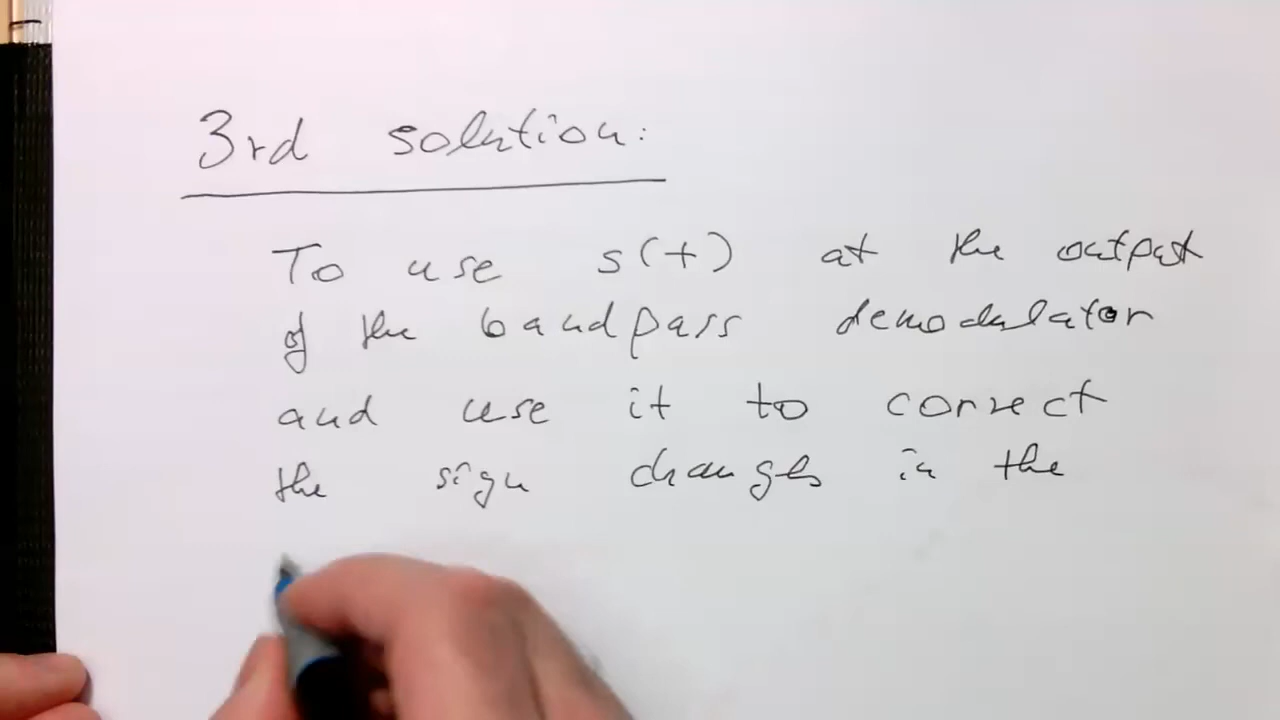 3rd solution:
To use s(t) at the output
of the bandpass demodulator
and use it to correct
the sign changes in the